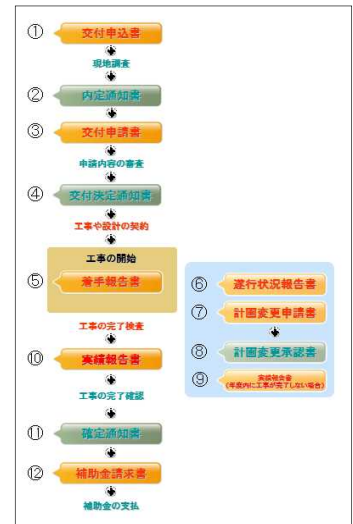 ① 交付申込書
現地調査
② 内定通知書
③ 交付申請書
申請内容の審査
④ 交付決定通知書
工事や設計の契約
工事の開始
⑤ 着手報告書
⑥ 遂行状況報告書
⑦ 計画変更申請書
⑧ 計画変更承認書
⑨ 実績報告書
(年度内に工事が完了しない場合)
工事の完了検査
⑩ 実績報告書
工事の完了確認
⑪ 確定通知書
⑫ 補助金請求書
補助金の支払